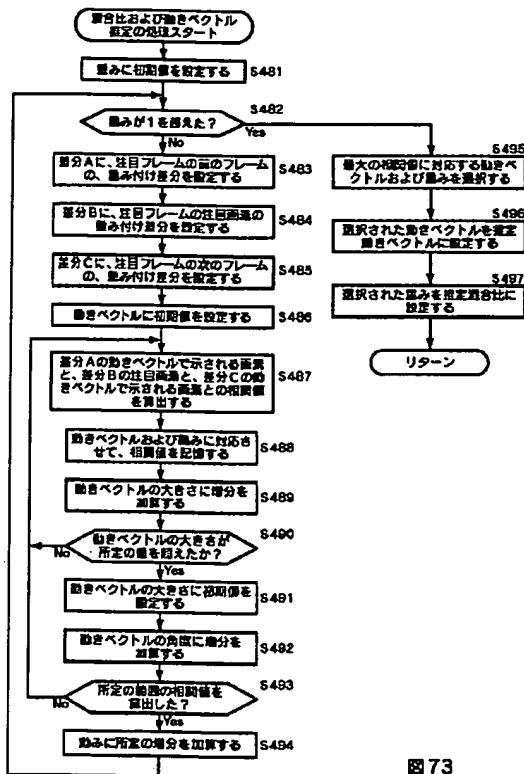 混合比および動きベクトル
推定の処理スタート
重みに初期値を設定する
S481
重みが1を超えた?
S482
Yes
No
差分Aに、注目フレームの前のフレーム
の、重み付け差分を設定する
S483
差分Bに、注目フレームの注目画素の
重み付け差分を設定する
S484
差分Cに、注目フレームの次のフレーム
の、重み付け差分を設定する
S485
動きベクトルに初期値を設定する
S486
差分Aの動きベクトルで示される画素
と、差分Bの注目画素と、差分Cの動
きベクトルで示される画素との相関値
を算出する
S487
動きベクトルおよび重みに対応
させて、相関値を記憶する
S488
動きベクトルの大きさに増分を
加算する
S489
動きベクトルの大きさが
所定の値を超えたか?
S490
No
Yes
動きベクトルの大きさに初期値を
設定する
S491
動きベクトルの角度に増分を
加算する
S492
所定の範囲の相関値を
算出した?
S493
No
Yes
動みに所定の増分を加算する
S494
S495
最大の相関値に対応する動きベ
クトルおよび重みを選択する
S496
選択された動きベクトルを推定
動きベクトルに設定する
S497
選択された重みを推定混合比に
設定する
リターン
図73